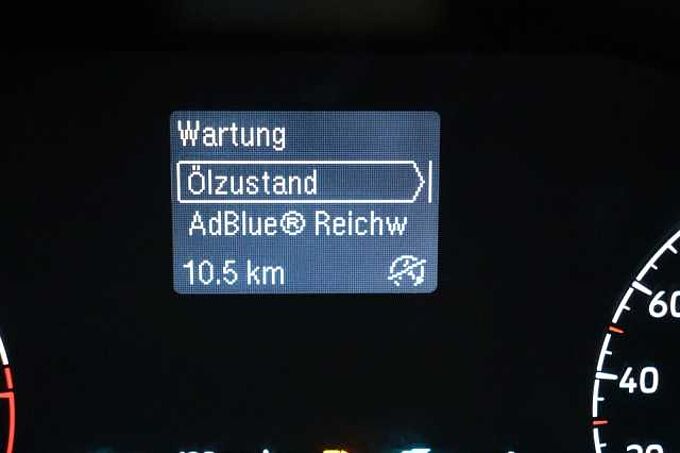 Wartung
Ölzustand
AdBlue® Reichw
10.5 km
60
40